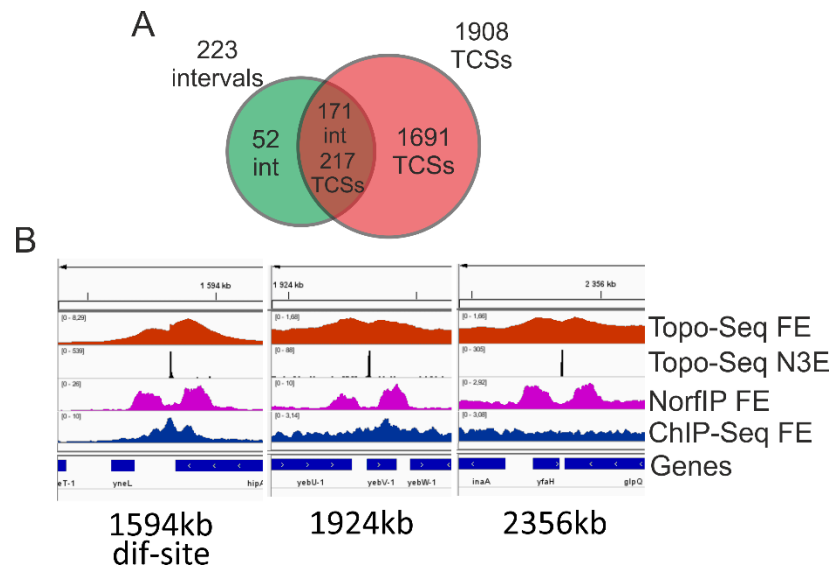 A
223
intervals
1908
TCSs
52
int
171
int
217
TCSs
1691
TCSs
B
1 594 kb
1 924 kb
2 356 kb
[0 - 8,29]
[0 - 1,68]
[0 - 1,66]
Topo-Seq FE
[0 - 539]
[0 - 88]
[0 - 305]
Topo-Seq N3E
[0 - 26]
[0 - 10]
[0 - 2,92]
NorfIP FE
[0 - 10]
[0 - 3,14]
[0 - 3,08]
ChIP-Seq FE
Genes
eT-1 yneL hipA
yebU-1 yebV-1 yebW-1
inaA yfaH glpQ
1594kb
dif-site
1924kb
2356kb